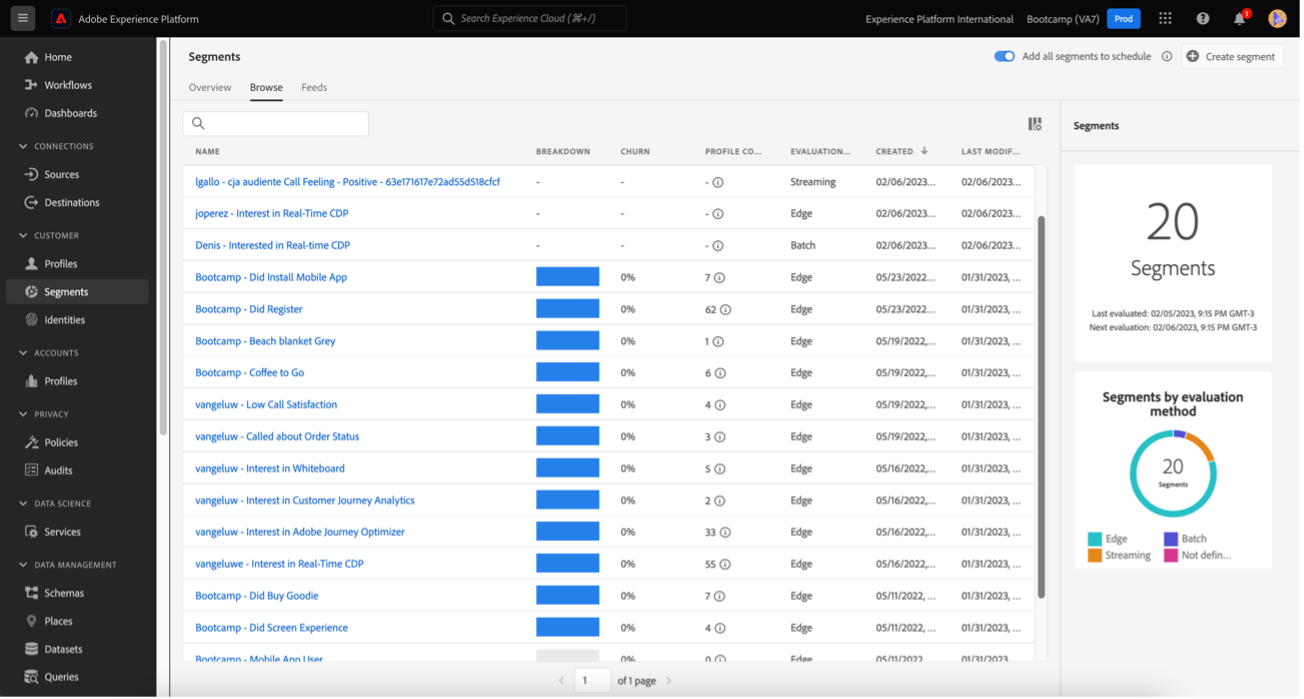 Adobe Experience Platform
Search Experience Cloud (⌘+/)
Experience Platform International
Bootcamp (VA7)
Prod
1
Home
Workflows
Dashboards
CONNECTIONS
Sources
Destinations
CUSTOMER
Profiles
Segments
Identities
ACCOUNTS
Profiles
PRIVACY
Policies
Audits
DATA SCIENCE
Services
DATA MANAGEMENT
Schemas
Places
Datasets
Queries
Segments
Add all segments to schedule
Create segment
Overview Browse Feeds
NAME BREAKDOWN CHURN PROFILE CO... EVALUATION... CREATED LAST MODIF...
lgallo - cja audiente Call Feeling - Positive - 63e171617e72ad55d518cfcf - - - Streaming 02/06/2023... 02/06/2023...
joperez - Interest in Real-Time CDP - - - Edge 02/06/2023... 02/06/2023...
Denis - Interested in Real-time CDP - - - Batch 02/06/2023... 02/06/2023...
Bootcamp - Did Install Mobile App 0% 7 Edge 05/23/2022... 01/31/2023, ...
Bootcamp - Did Register 0% 62 Edge 05/23/2022... 01/31/2023, ...
Bootcamp - Beach blanket Grey 0% 1 Edge 05/19/2022,... 01/31/2023, ...
Bootcamp - Coffee to Go 0% 6 Edge 05/19/2022,... 01/31/2023, ...
vangeluw - Low Call Satisfaction 0% 4 Edge 05/19/2022,... 01/31/2023, ...
vangeluw - Called about Order Status 0% 3 Edge 05/19/2022,... 01/31/2023, ...
vangeluw - Interest in Whiteboard 0% 5 Edge 05/16/2022,... 01/31/2023, ...
vangeluw - Interest in Customer Journey Analytics 0% 2 Edge 05/16/2022,... 01/31/2023, ...
vangeluw - Interest in Adobe Journey Optimizer 0% 33 Edge 05/16/2022,... 01/31/2023, ...
vangeluwe - Interest in Real-Time CDP 0% 55 Edge 05/16/2022,... 01/31/2023, ...
Bootcamp - Did Buy Goodie 0% 7 Edge 05/11/2022, ... 01/31/2023, ...
Bootcamp - Did Screen Experience 0% 4 Edge 05/11/2022, ... 01/31/2023, ...
Bootcamp - Mobile App User 0% 0 Edge 05/11/2022 01/31/2023
1 of 1 page
Segments
20
Segments
Last evaluated: 02/05/2023, 9:15 PM GMT-3
Next evaluation: 02/06/2023, 9:15 PM GMT-3
Segments by evaluation
method
20
Segments
Edge Batch
Streaming Not defin...